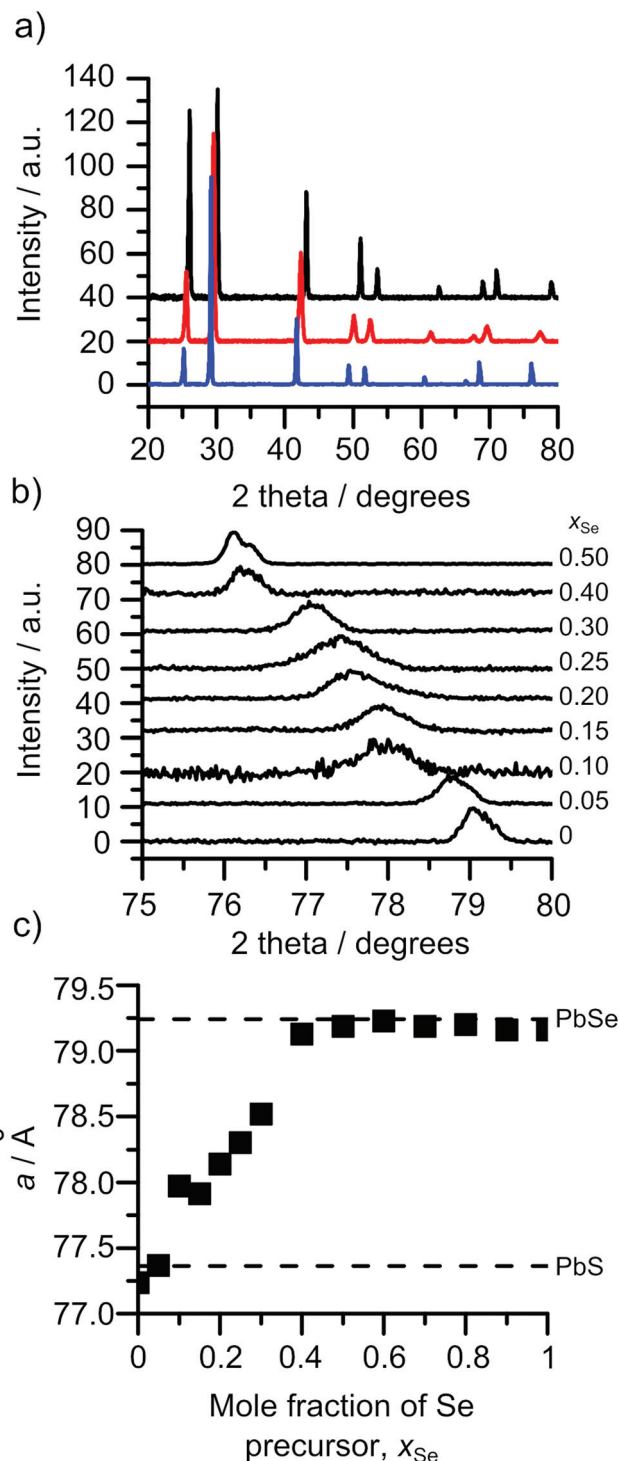 a)
140
120
100
80
60
40
20
0
Intensity / a.u.
20 30 40 50 60 70 80
2 theta / degrees
b)
90
80
70
60
50
40
30
20
10
0
Intensity / a.u.
xSe
0.50
0.40
0.30
0.25
0.20
0.15
0.10
0.05
0
75 76 77 78 79 80
2 theta / degrees
c)
79.5
79.0
78.5
78.0
77.5
77.0
a / Å
PbSe
PbS
0 0.2 0.4 0.6 0.8 1
Mole fraction of Se
precursor, xSe